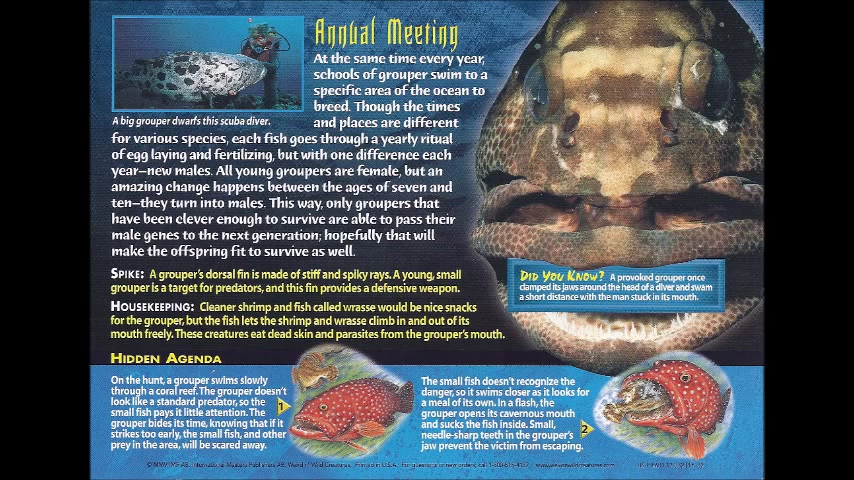 Annual Meeting
At the same time every year,
schools of grouper swim to a
specific area of the ocean to
breed. Though the times
and places are different
for various species, each fish goes through a yearly ritual
of egg laying and fertilizing, but with one difference each
year—new males. All young groupers are female, but an
amazing change happens between the ages of seven and
ten—they turn into males. This way, only groupers that
have been clever enough to survive are able to pass their
male genes to the next generation; hopefully that will
make the offspring fit to survive as well.
A big grouper dwarfs this scuba diver.
SPIKE: A grouper's dorsal fin is made of stiff and spiky rays. A young, small
grouper is a target for predators, and this fin provides a defensive weapon.
HOUSEKEEPING: Cleaner shrimp and fish called wrasse would be nice snacks
for the grouper, but the fish lets the shrimp and wrasse climb in and out of its
mouth freely. These creatures eat dead skin and parasites from the grouper's mouth.
DID YOU KNOW? A provoked grouper once
clamped its jaws around the head of a diver and swam
a short distance with the man stuck in its mouth.
HIDDEN AGENDA
On the hunt, a grouper swims slowly
through a coral reef. The grouper doesn't
look like a standard predator, so the
small fish pays it little attention. The
grouper bides its time, knowing that if it
strikes too early, the small fish, and other
prey in the area, will be scared away.
1
The small fish doesn't recognize the
danger, so it swims closer as it looks for
a meal of its own. In a flash, the
grouper opens its cavernous mouth
and sucks the fish inside. Small,
needle-sharp teeth in the grouper's
jaw prevent the victim from escaping.
2
International Masters Publishers AB, Weird n' Wild Creatures, Printed in U.S.A. For questions or new orders, call